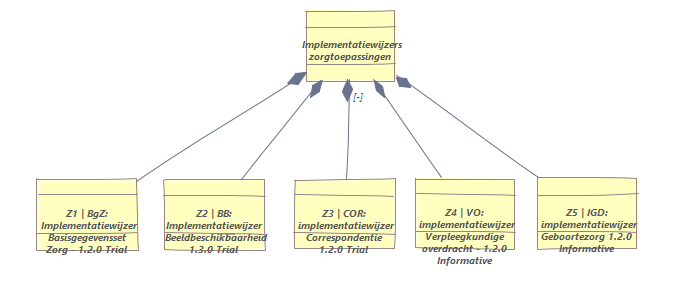 Implementatiewijzers
zorgtoepassingen
[-]
Z1 | BgZ:
Implementatiewijzer
Basisgegevensset
Zorg - 1.2.0 Trial
Z2 | BB:
Implementatiewijzer
Beeldbeschikbaarheid
1.3.0 Trial
Z3 | COR:
implementatiewijzer
Correspondentie
1.2.0 Trial
Z4 | VO:
implementatiewijzer
Verpleegkundige
overdracht - 1.2.0
Informative
Z5 | IGD:
implementatiewijzer
Geboortezorg 1.2.0
Informative